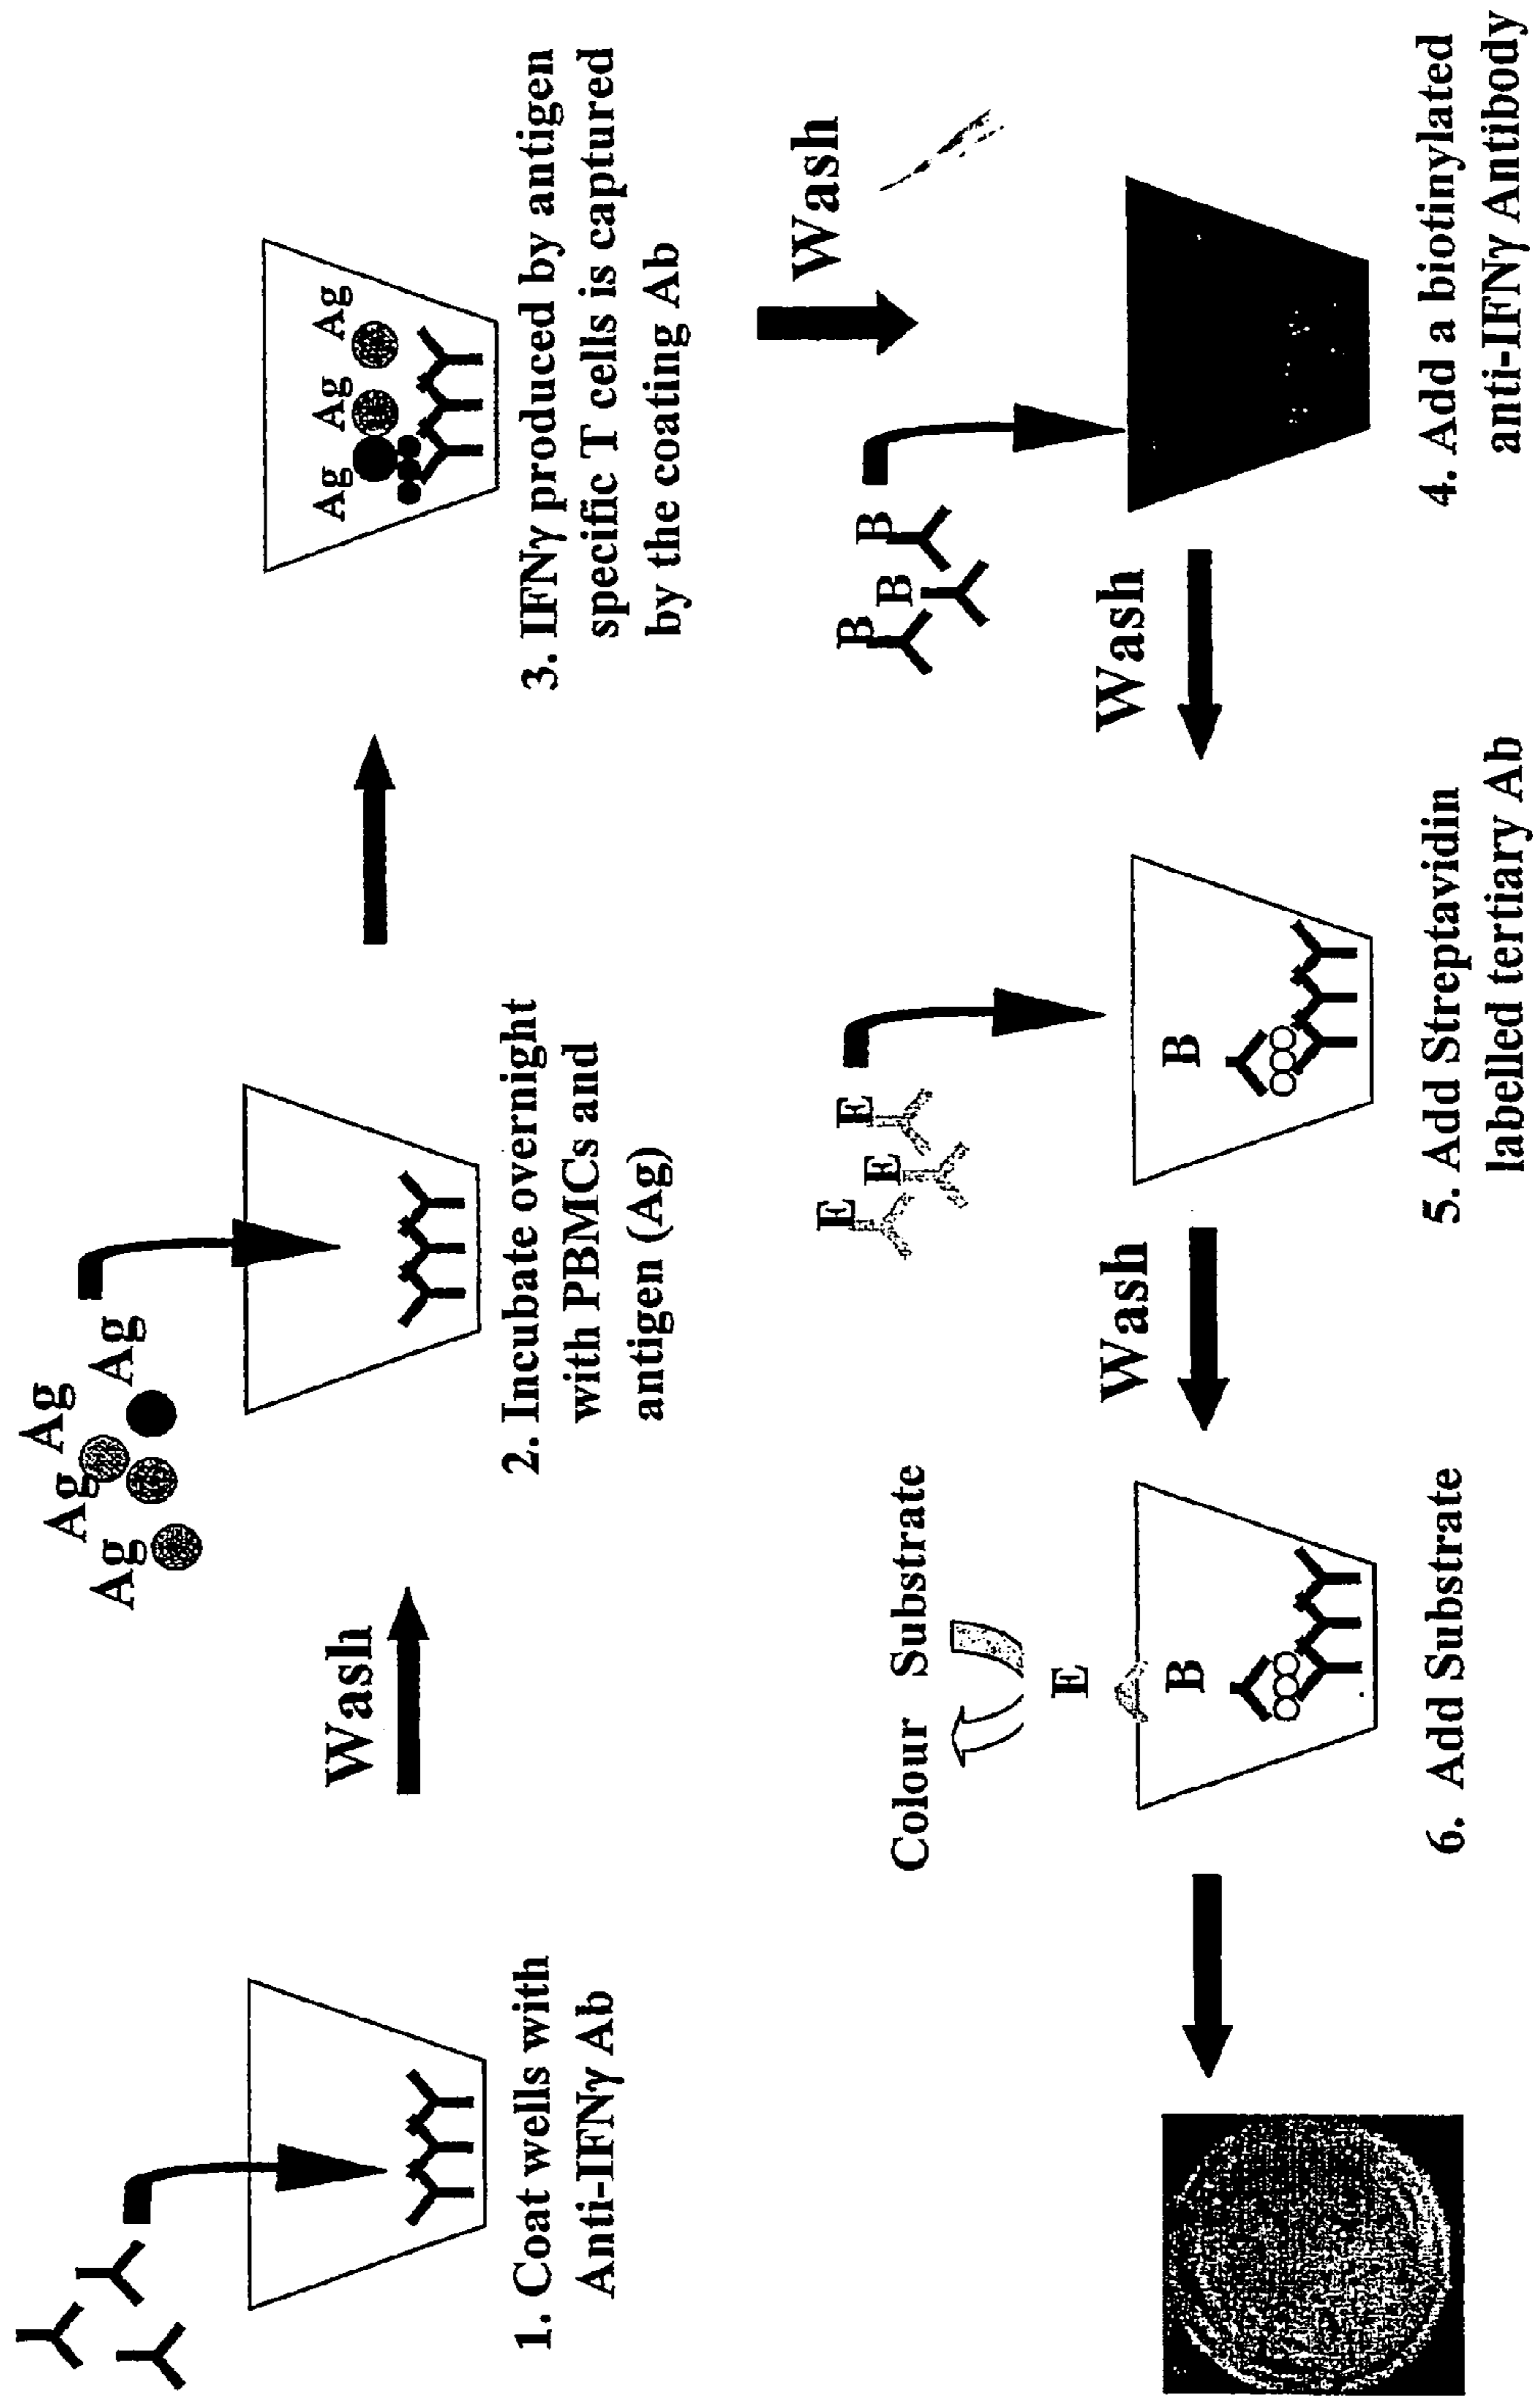 Wash
Ag
Ag
Ag
Ag
Ag
Ag
Ag
1. Coat wells with
Anti-IFNγ Ab
2. Incubate overnight
with PBMCs and
antigen (Ag)
3. IFNγ produced by antigen
specific T cells is captured
by the coating Ab
Wash
B
B
B
Wash
E
E
E
Wash
Colour Substrate
E
B
B
6. Add Substrate
5. Add Streptavidin
labelled tertiary Ab
4. Add a biotinylated
anti-IFNγ Antibody